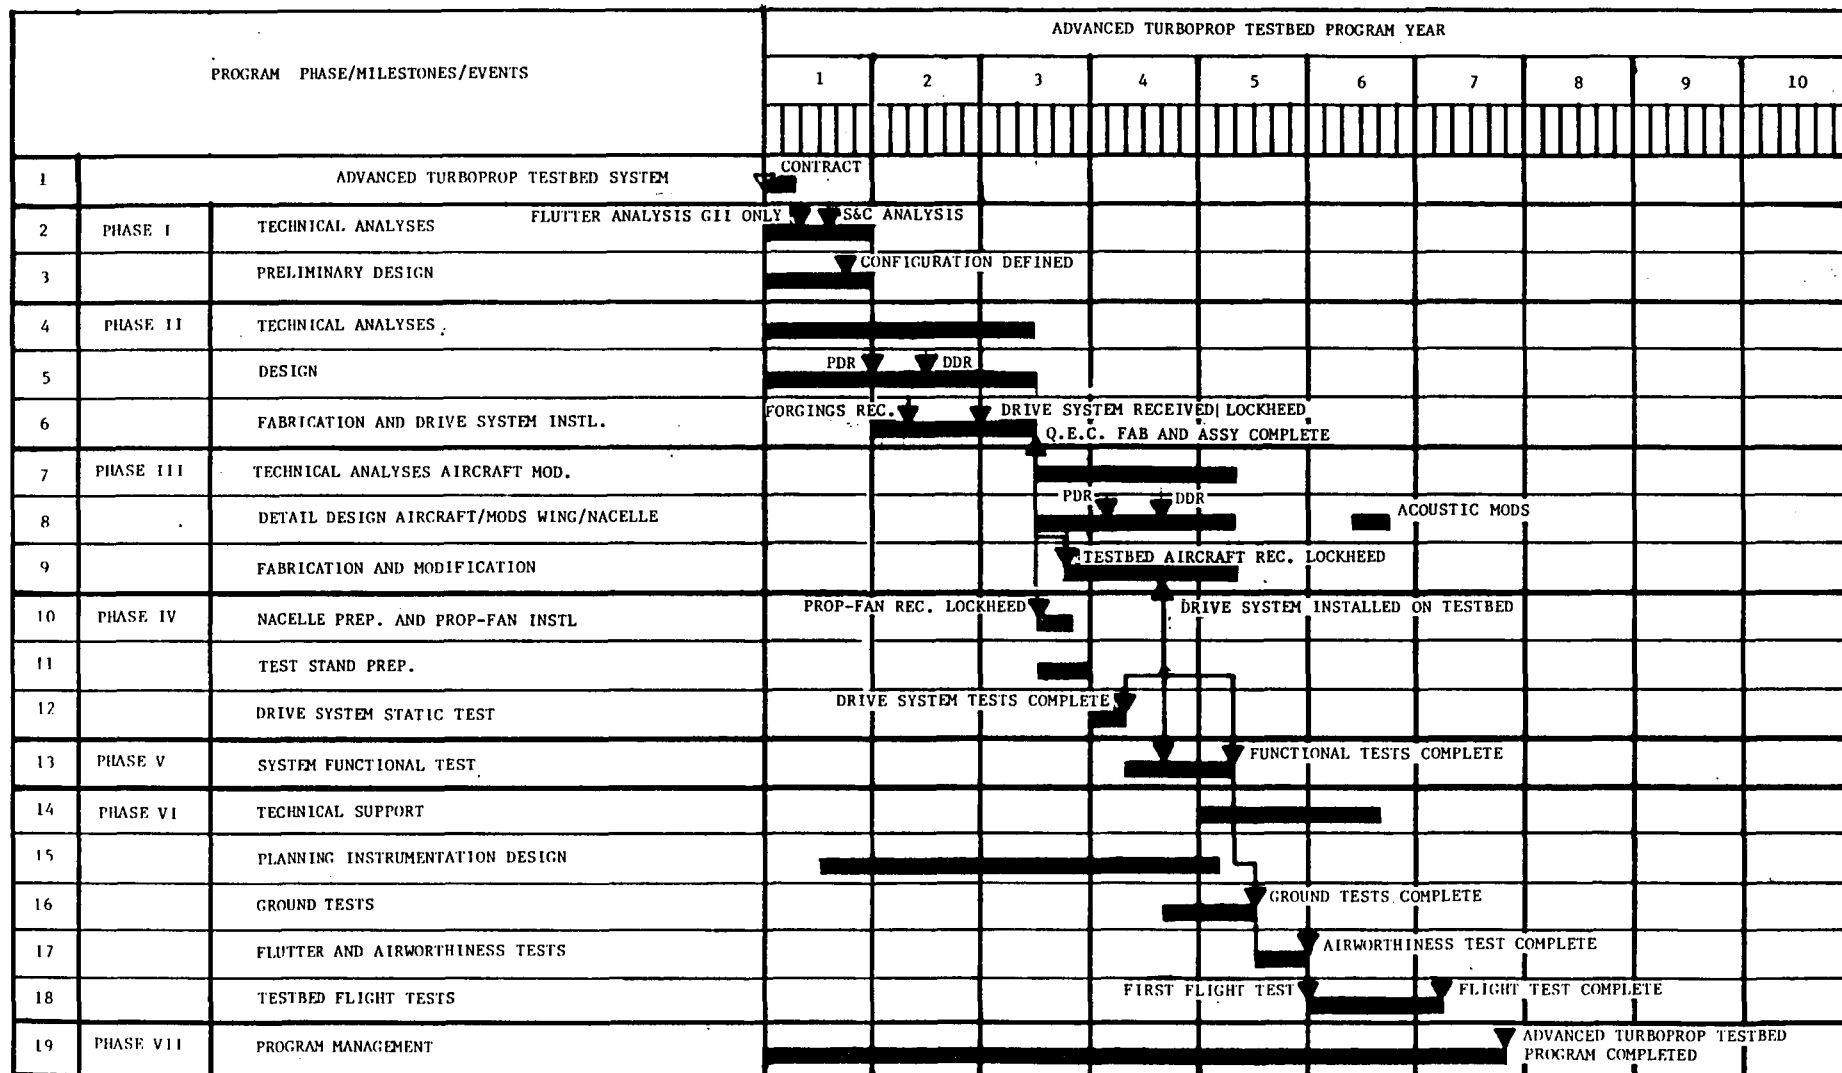 ADVANCED TURBOPROP TESTBED PROGRAM YEAR
PROGRAM PHASE/MILESTONES/EVENTS
1 2 3 4 5 6 7 8 9 10
CONTRACT
1 ADVANCED TURBOPROP TESTBED SYSTEM
FLUTTER ANALYSIS GII ONLY S&C ANALYSIS
2 PHASE I TECHNICAL ANALYSES
CONFIGURATION DEFINED
3 PRELIMINARY DESIGN
4 PHASE II TECHNICAL ANALYSES
PDR DDR
5 DESIGN
FORGINGS REC. DRIVE SYSTEM RECEIVED LOCKHEED
6 FABRICATION AND DRIVE SYSTEM INSTL.
Q.E.C. FAB AND ASSY COMPLETE
7 PHASE III TECHNICAL ANALYSES AIRCRAFT MOD.
PDR DDR ACOUSTIC MODS
8 DETAIL DESIGN AIRCRAFT/MODS WING/NACELLE
TESTBED AIRCRAFT REC. LOCKHEED
9 FABRICATION AND MODIFICATION
PROP-FAN REC. LOCKHEED DRIVE SYSTEM INSTALLED ON TESTBED
10 PHASE IV NACELLE PREP. AND PROP-FAN INSTL
11 TEST STAND PREP.
DRIVE SYSTEM TESTS COMPLETE
12 DRIVE SYSTEM STATIC TEST
FUNCTIONAL TESTS COMPLETE
13 PHASE V SYSTEM FUNCTIONAL TEST
14 PHASE VI TECHNICAL SUPPORT
15 PLANNING INSTRUMENTATION DESIGN
GROUND TESTS COMPLETE
16 GROUND TESTS
AIRWORTHINESS TEST COMPLETE
17 FLUTTER AND AIRWORTHINESS TESTS
FIRST FLIGHT TEST FLIGHT TEST COMPLETE
18 TESTBED FLIGHT TESTS
ADVANCED TURBOPROP TESTBED
19 PHASE VII PROGRAM MANAGEMENT
PROGRAM COMPLETED